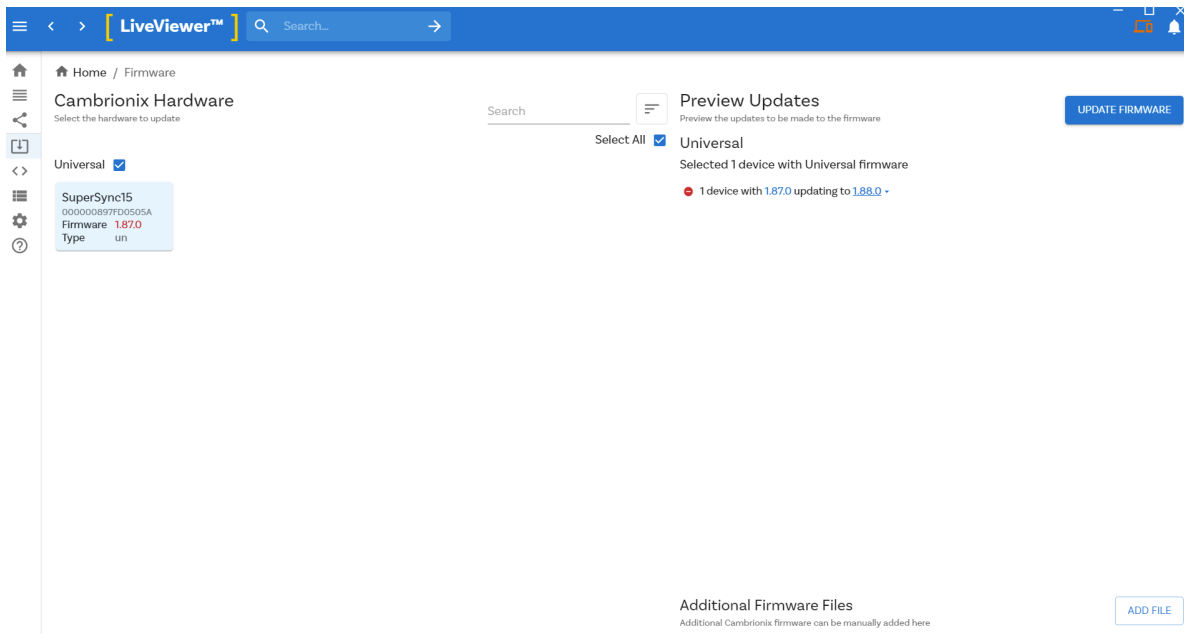 [ LiveViewer™ ] Search...
Home / Firmware
Cambrionix Hardware
Select the hardware to update
Search
Select All
Universal
SuperSync15
000000897FD0505A
Firmware 1.87.0
Type un
Preview Updates
Preview the updates to be made to the firmware
UPDATE FIRMWARE
Universal
Selected 1 device with Universal firmware
1 device with 1.87.0 updating to 1.88.0
Additional Firmware Files
Additional Cambrionix firmware can be manually added here
ADD FILE